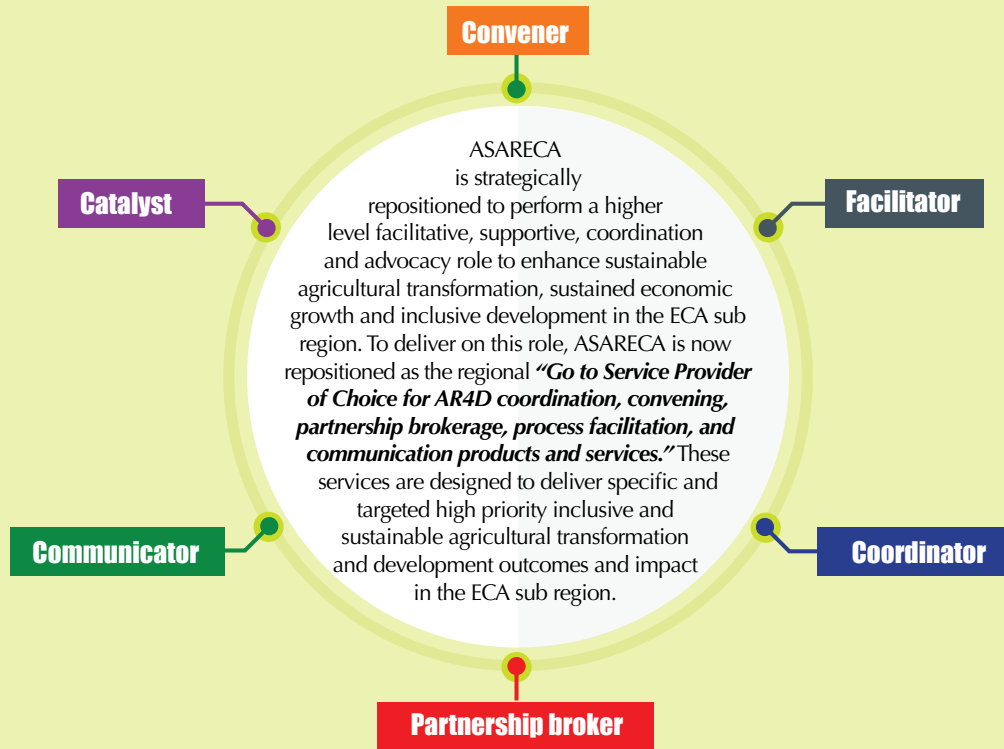 Convener
Catalyst
Facilitator
ASARECA
is strategically
repositioned to perform a higher
level facilitative, supportive, coordination
and advocacy role to enhance sustainable
agricultural transformation, sustained economic
growth and inclusive development in the ECA sub
region. To deliver on this role, ASARECA is now
repositioned as the regional “Go to Service Provider
of Choice for AR4D coordination, convening,
partnership brokerage, process facilitation, and
communication products and services.” These
services are designed to deliver specific and
targeted high priority inclusive and
sustainable agricultural transformation
and development outcomes and impact
in the ECA sub region.
Communicator
Coordinator
Partnership broker